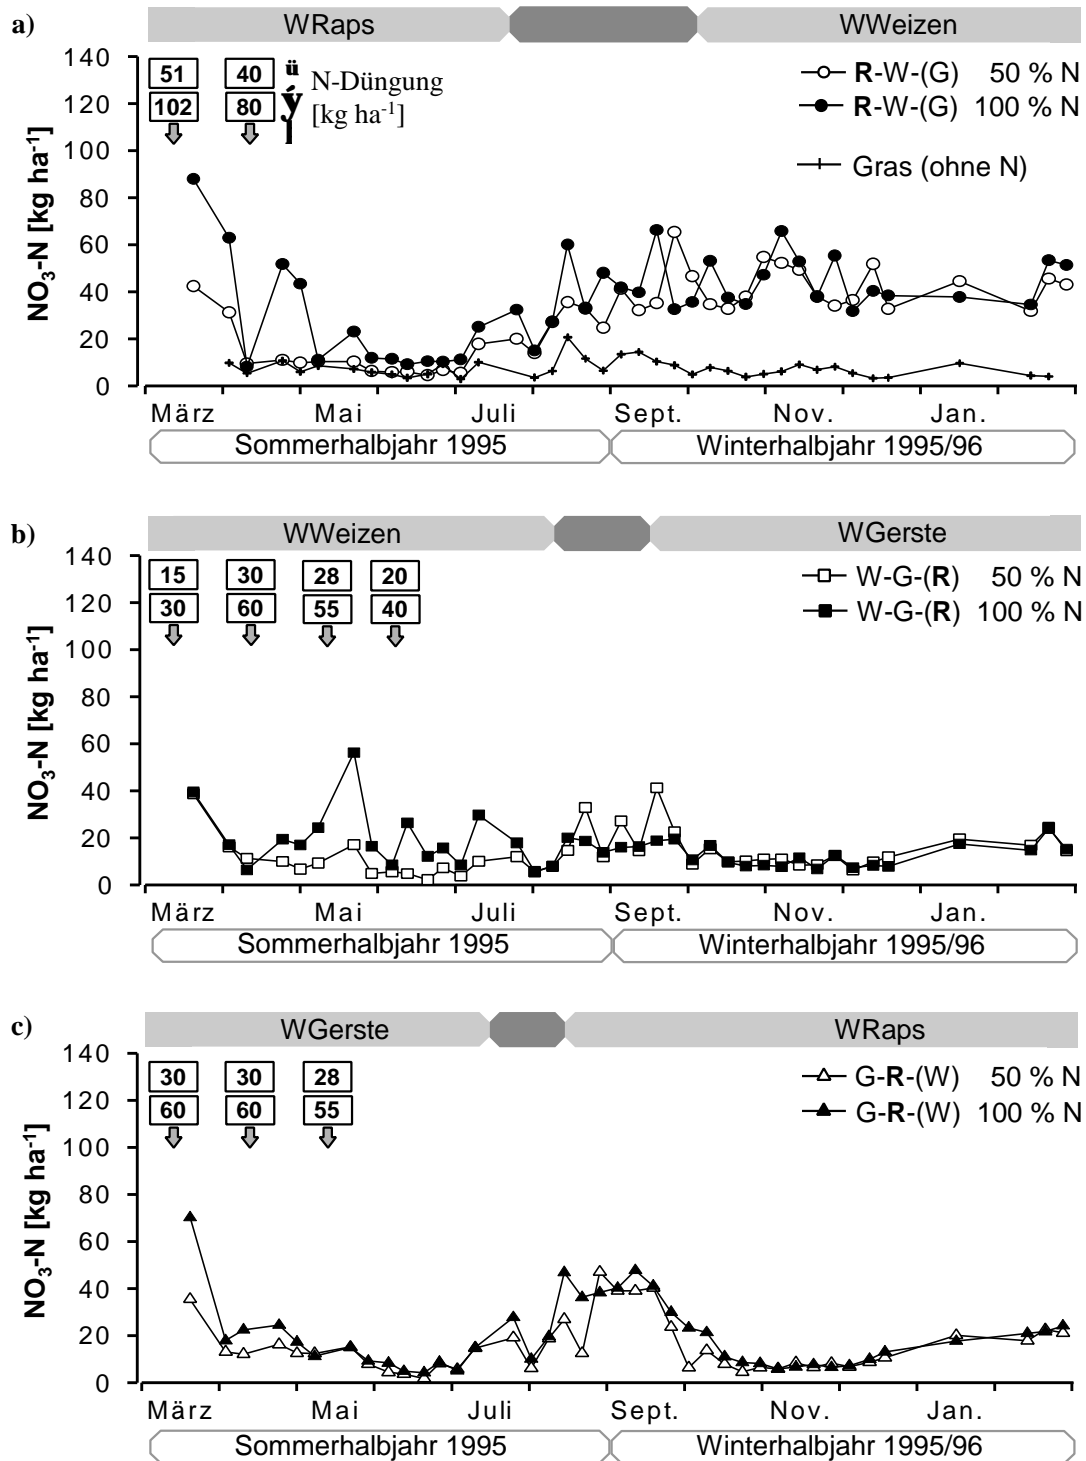 a)
WRaps WWeizen
140
120
100
80
60
40
20
0
NO3-N [kg ha-1]
51 40 ü N-Düngung
102 80 ý [kg ha-1]
þ
R-W-(G) 50 % N
R-W-(G) 100 % N
Gras (ohne N)
März Mai Juli Sept. Nov. Jan.
Sommerhalbjahr 1995 Winterhalbjahr 1995/96
b)
WWeizen WGerste
140
120
100
80
60
40
20
0
NO3-N [kg ha-1]
15 30 28 20
30 60 55 40
W-G-(R) 50 % N
W-G-(R) 100 % N
März Mai Juli Sept. Nov. Jan.
Sommerhalbjahr 1995 Winterhalbjahr 1995/96
c)
WGerste WRaps
140
120
100
80
60
40
20
0
NO3-N [kg ha-1]
30 30 28
60 60 55
G-R-(W) 50 % N
G-R-(W) 100 % N
März Mai Juli Sept. Nov. Jan.
Sommerhalbjahr 1995 Winterhalbjahr 1995/96